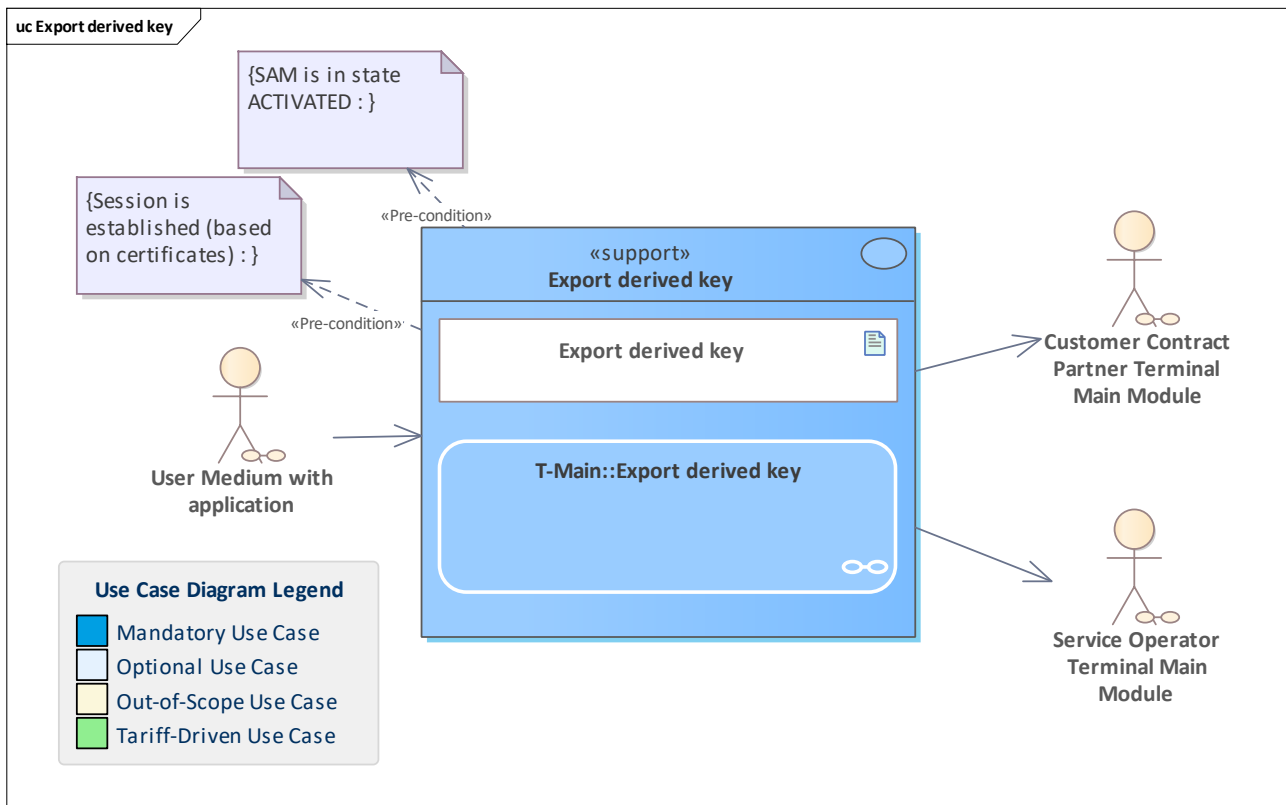 uc Export derived key
{SAM is in state
ACTIVATED : }
{Session is
established (based
on certificates) : }
«Pre-condition»
«Pre-condition»
«support»
Export derived key
Export derived key
T-Main::Export derived key
User Medium with
application
Customer Contract
Partner Terminal
Main Module
Service Operator
Terminal Main
Module
Use Case Diagram Legend
Mandatory Use Case
Optional Use Case
Out-of-Scope Use Case
Tariff-Driven Use Case